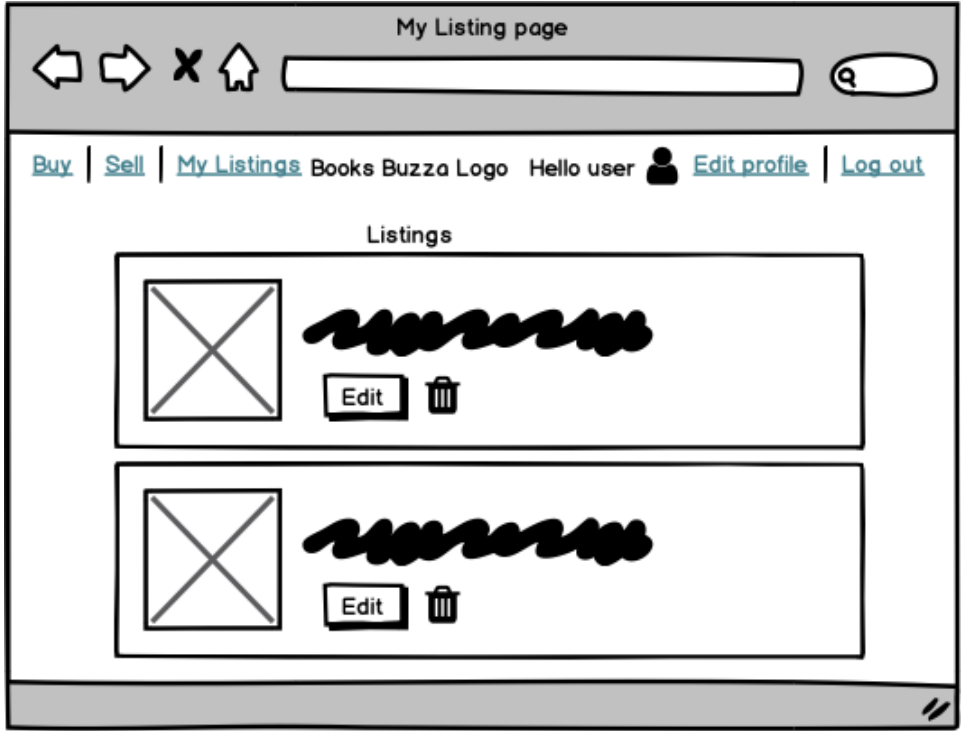 My Listing page
Buy | Sell | My Listings Books Buzza Logo Hello user Edit profile | Log out
Listings
Edit
Edit